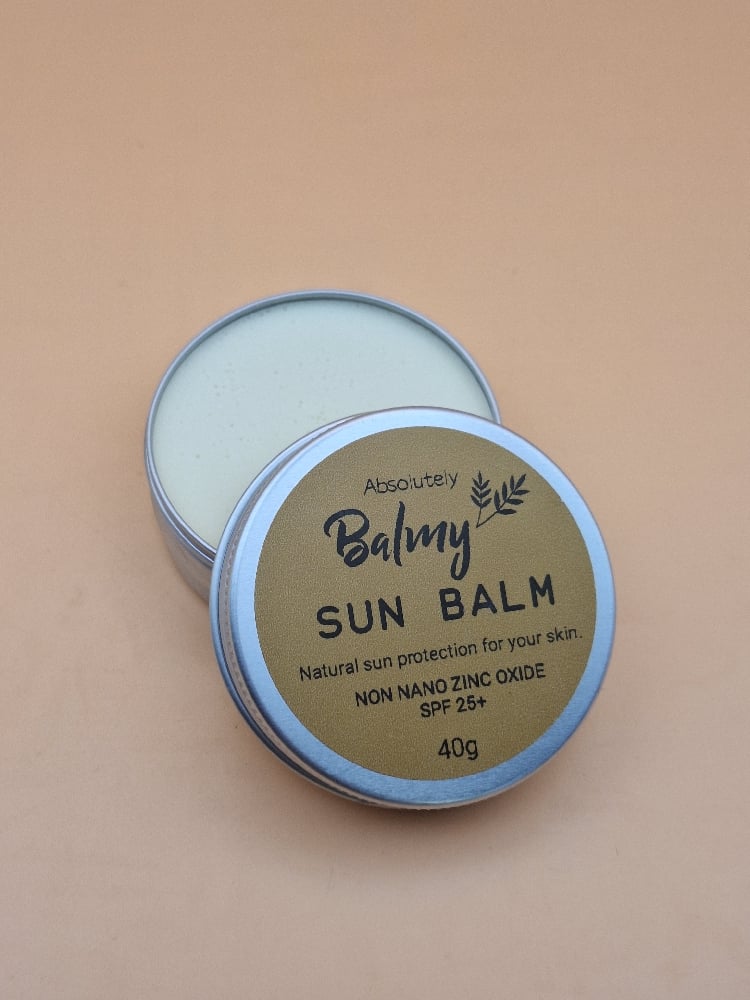 Absolutely
Balmy
SUN BALM
Natural sun protection for your skin.
NON NANO ZINC OXIDE
SPF 25+
40g